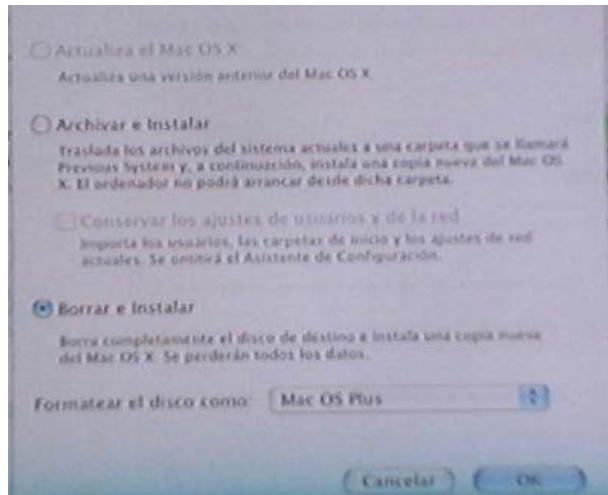 Actualiza el Mac OS X
Actualiza una versión anterior del Mac OS X.
Archivar e Instalar
Traslada los archivos del sistema actuales a una carpeta que se llamará
Previous System y, a continuación, instala una copia nueva del Mac OS
X. El ordenador no podrá arrancar desde dicha carpeta.
Conservar los ajustes de usuarios y de la red
Importa los usuarios, las carpetas de inicio y los ajustes de red
actuales. Se omitirá el Asistente de Configuración.
Borrar e Instalar
Borra completamente el disco de destino e instala una copia nueva
del Mac OS X. Se perderán todos los datos.
Formatear el disco como: Mac OS Plus
Cancelar OK